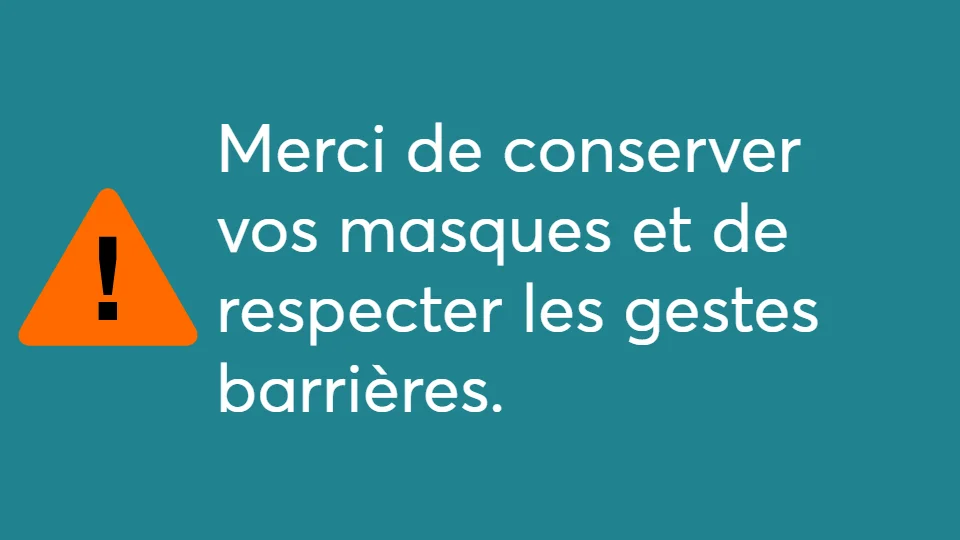 Merci de conserver
vos masques et de
respecter les gestes
barrières.
!